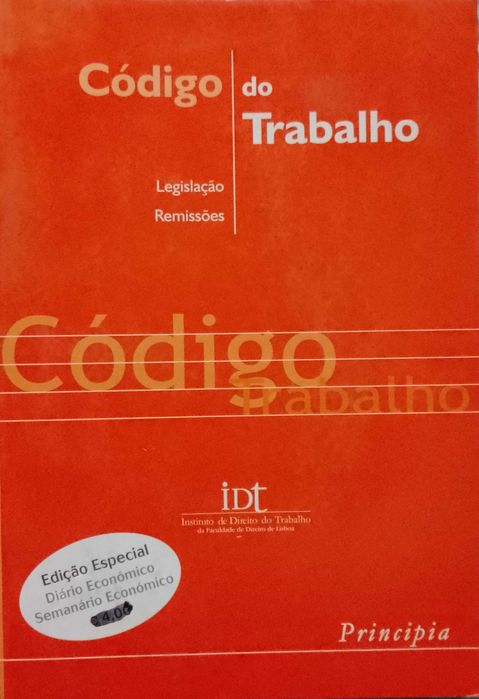 Código do
Trabalho
Legislação
Remissões
Código
Trabalho
IDT
Instituto de Direito do Trabalho
da Faculdade de Direito de Lisboa
Edição Especial
Diário Económico
Semanário Económico
4,00
Principia